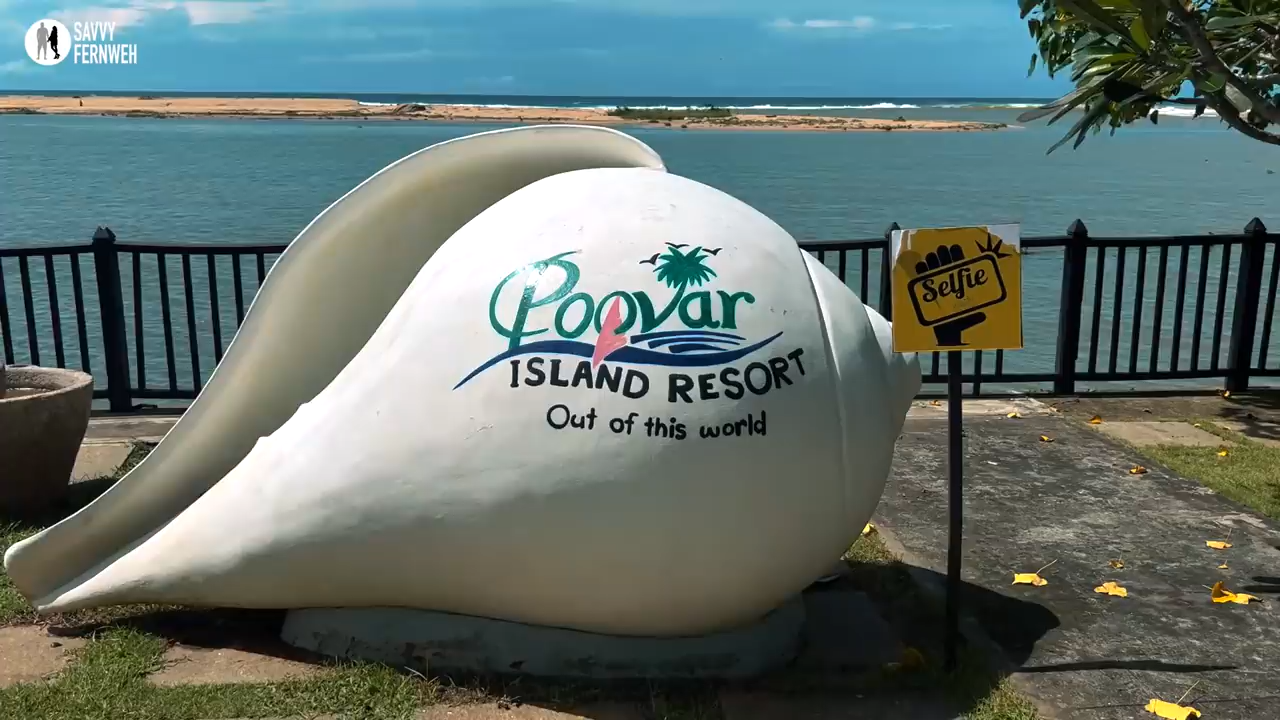 SAVVY
FERNWEH
Poovar
ISLAND RESORT
Out of this world
Selfie